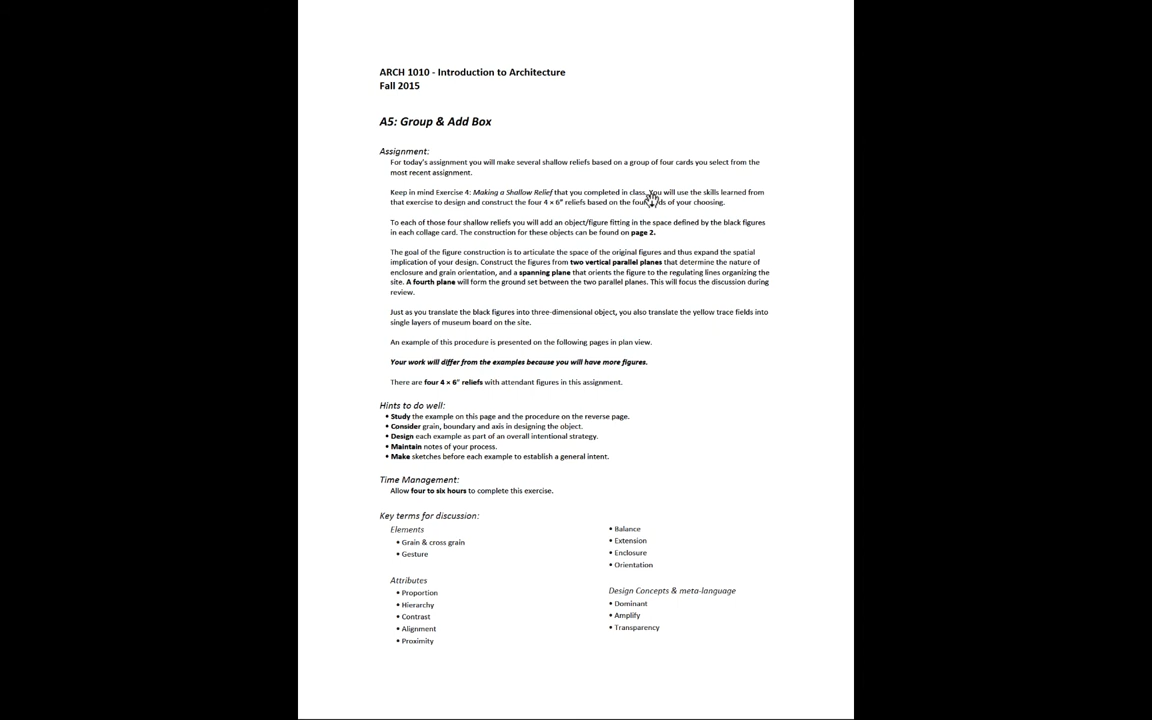 ARCH 1010 - Introduction to Architecture
Fall 2015
A5: Group & Add Box
Assignment:
For today's assignment you will make several shallow reliefs based on a group of four cards you select from the
most recent assignment.
Keep in mind Exercise 4: Making a Shallow Relief that you completed in class. You will use the skills learned from
that exercise to design and construct the four 4 × 6" reliefs based on the four of your choosing.
To each of those four shallow reliefs you will add an object/figure fitting in the space defined by the black figures
in each collage card. The construction for these objects can be found on page 2.
The goal of the figure construction is to articulate the space of the original figures and thus expand the spatial
implication of your design. Construct the figures from two vertical parallel planes that determine the nature of
enclosure and grain orientation, and a spanning plane that orients the figure to the regulating lines organizing the
site. A fourth plane will form the ground set between the two parallel planes. This will focus the discussion during
review.
Just as you translate the black figures into three-dimensional object, you also translate the yellow trace fields into
single layers of museum board on the site.
An example of this procedure is presented on the following pages in plan view.
Your work will differ from the examples because you will have more figures.
There are four 4 × 6" reliefs with attendant figures in this assignment.
Hints to do well:
• Study the example on this page and the procedure on the reverse page.
• Consider grain, boundary and axis in designing the object.
• Design each example as part of an overall intentional strategy.
• Maintain notes of your process.
• Make sketches before each example to establish a general intent.
Time Management:
Allow four to six hours to complete this exercise.
Key terms for discussion:
Elements
• Grain & cross grain
• Gesture
Attributes
• Proportion
• Hierarchy
• Contrast
• Alignment
• Proximity
• Balance
• Extension
• Enclosure
• Orientation
Design Concepts & meta-language
• Dominant
• Amplify
• Transparency